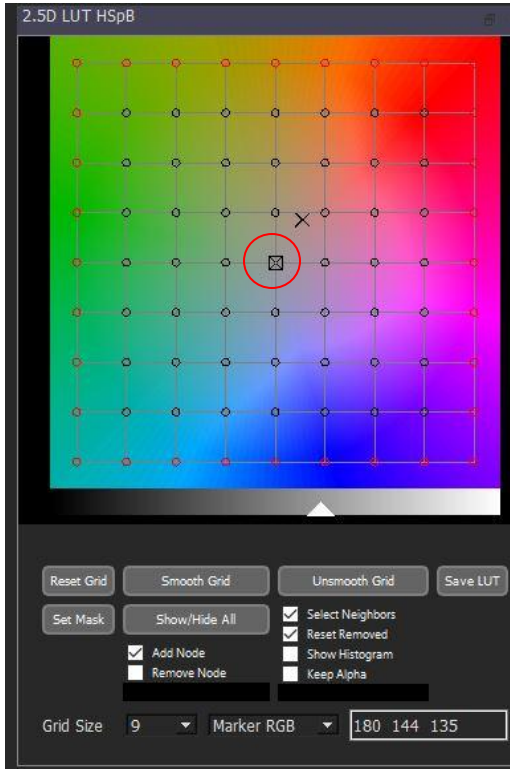 2.5D LUT HSpB
Reset Grid Smooth Grid Unsmooth Grid Save LUT
Set Mask Show/Hide All Select Neighbors
Reset Removed
Add Node Show Histogram
Remove Node Keep Alpha
Grid Size 9 Marker RGB 180 144 135